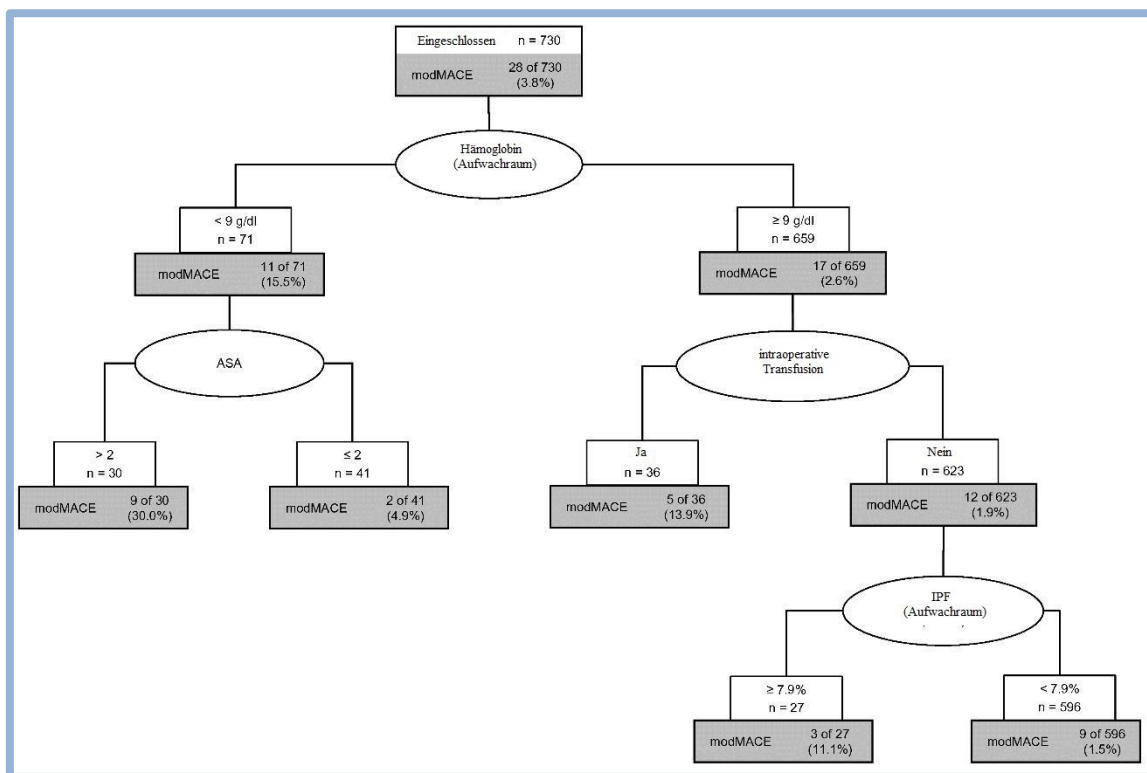 Eingeschlossen n = 730
modMACE 28 of 730
(3.8%)
Hämoglobin
(Aufwachraum)
< 9 g/dl
n = 71
modMACE 11 of 71
(15.5%)
≥ 9 g/dl
n = 659
modMACE 17 of 659
(2.6%)
ASA
intraoperative
Transfusion
> 2
n = 30
modMACE 9 of 30
(30.0%)
≤ 2
n = 41
modMACE 2 of 41
(4.9%)
Ja
n = 36
modMACE 5 of 36
(13.9%)
Nein
n = 623
modMACE 12 of 623
(1.9%)
IPF
(Aufwachraum)
≥ 7.9%
n = 27
modMACE 3 of 27
(11.1%)
< 7.9%
n = 596
modMACE 9 of 596
(1.5%)